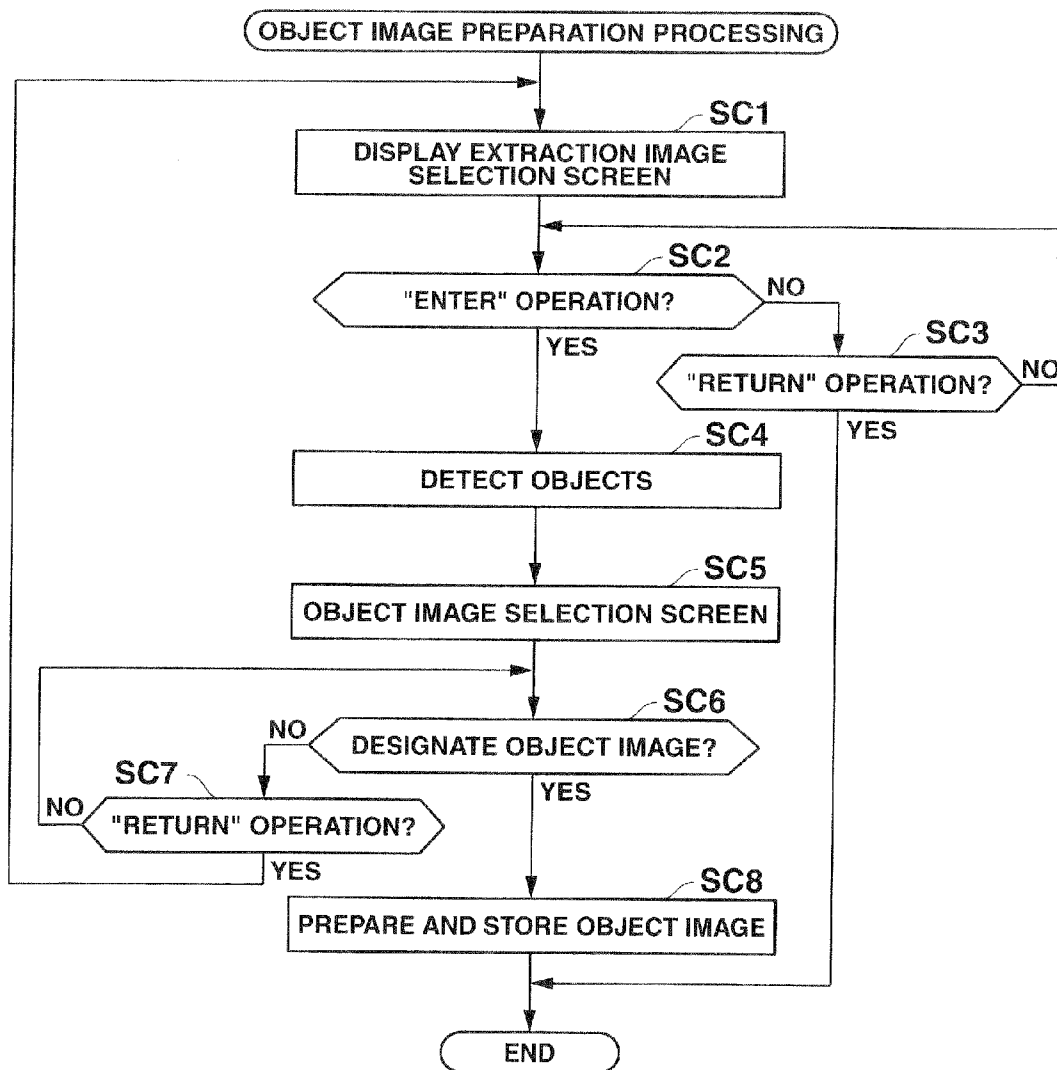 OBJECT IMAGE PREPARATION PROCESSING
SC1
DISPLAY EXTRACTION IMAGE
SELECTION SCREEN
SC2
"ENTER" OPERATION?
NO
YES
SC3
"RETURN" OPERATION?
NO
YES
SC4
DETECT OBJECTS
SC5
OBJECT IMAGE SELECTION SCREEN
SC6
DESIGNATE OBJECT IMAGE?
NO
YES
SC7
"RETURN" OPERATION?
NO
YES
SC8
PREPARE AND STORE OBJECT IMAGE
END